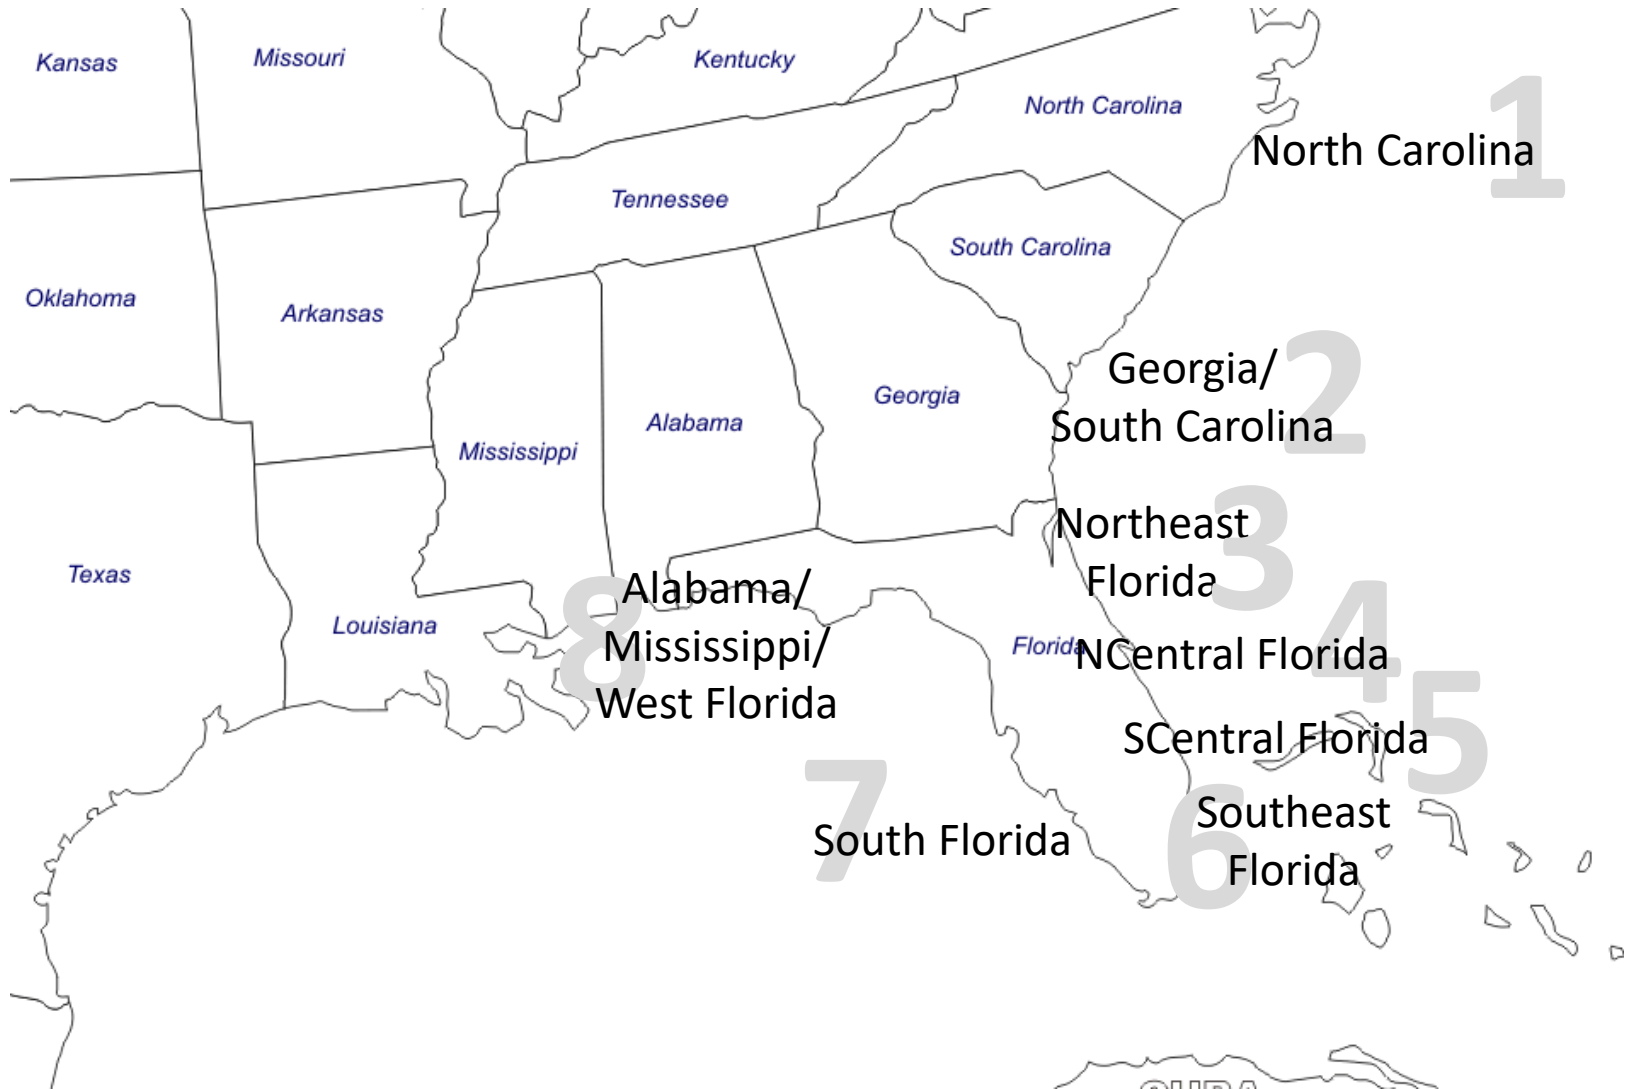 Kansas
Missouri
Kentucky
North Carolina
1
North Carolina
Tennessee
South Carolina
Oklahoma
Arkansas
2
Georgia/
South Carolina
Georgia
Alabama
Mississippi
3
Northeast
Florida
Texas
8
Alabama/
Mississippi/
West Florida
Louisiana
4
Florida
NCentral Florida
5
SCentral Florida
7
South Florida
6
Southeast
Florida
CUBA